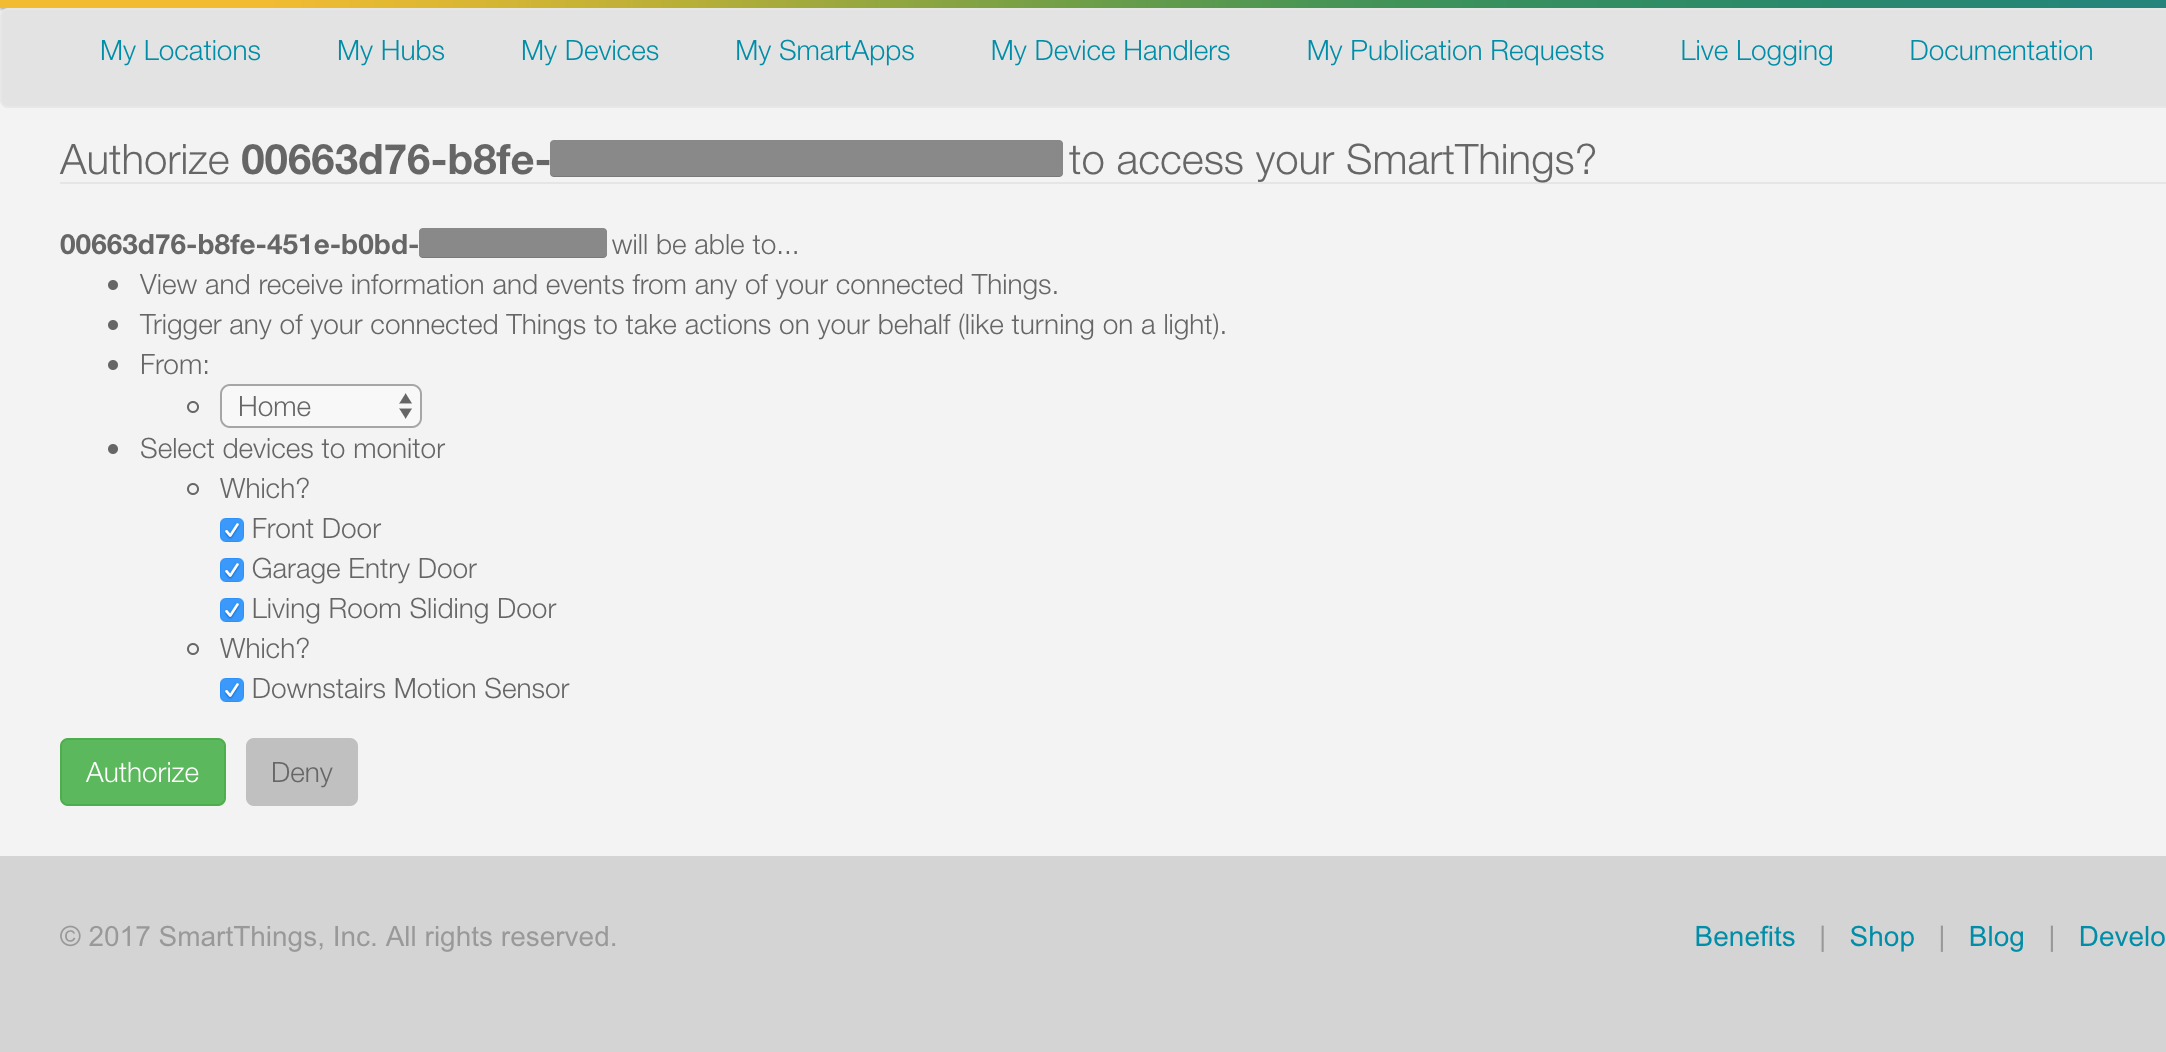 My Locations My Hubs My Devices My SmartApps My Device Handlers My Publication Requests Live Logging Documentation
Authorize 00663d76-b8fe- to access your SmartThings?
00663d76-b8fe-451e-b0bd- will be able to...
View and receive information and events from any of your connected Things.
Trigger any of your connected Things to take actions on your behalf (like turning on a light).
From:
Home
Select devices to monitor
Which?
Front Door
Garage Entry Door
Living Room Sliding Door
Which?
Downstairs Motion Sensor
Authorize Deny
© 2017 SmartThings, Inc. All rights reserved. Benefits | Shop | Blog | Develo